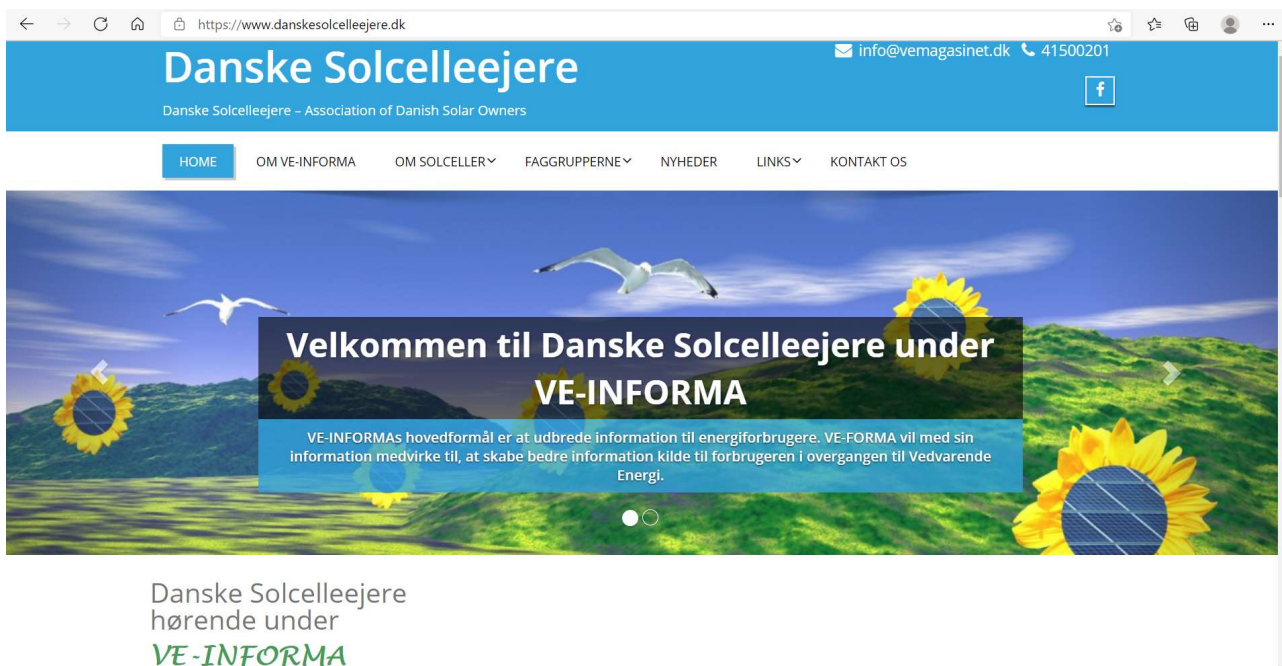 https://www.danskesolcelleejere.dk
Danske Solcelleejere
info@vemagasinet.dk 41500201
f
Danske Solcelleejere – Association of Danish Solar Owners
HOME OM VE-INFORMA OM SOLCELLER FAGGRUPPERNE NYHEDER LINKS KONTAKT OS
Velkommen til Danske Solcelleejere under
VE-INFORMA
VE-INFORMAs hovedformål er at udbrede information til energiforbrugere. VE-FORMA vil med sin
information medvirke til, at skabe bedre information kilde til forbrugeren i overgangen til Vedvarende
Energi.
Danske Solcelleejere
hørende under
VE-INFORMA